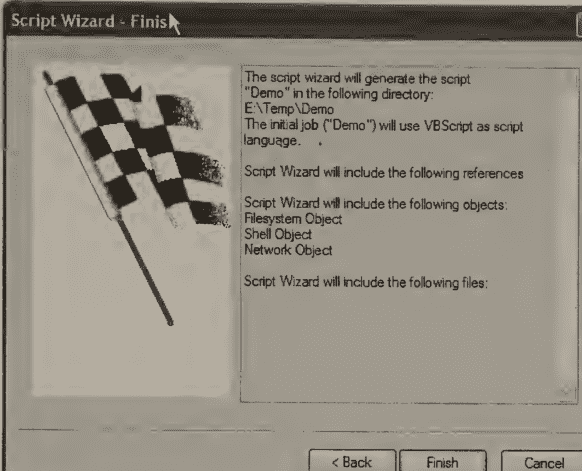 Script Wizard - Finish
The script wizard will generate the script
"Demo" in the following directory:
E:\Temp\Demo
The initial job ("Demo") will use VBScript as script
language.
Script Wizard will include the following references
Script Wizard will include the following objects:
Filesystem Object
Shell Object
Network Object
Script Wizard will include the following files:
< Back
Finish
Cancel